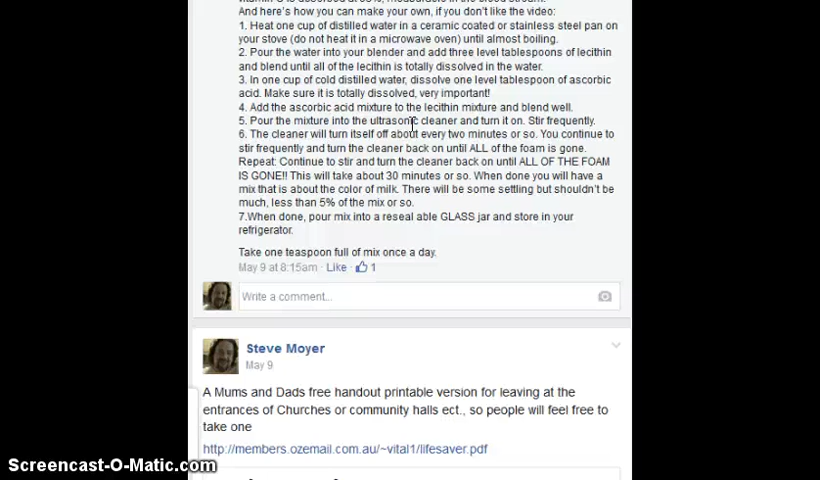 And here's how you can make your own, if you don't like the video:
1. Heat one cup of distilled water in a ceramic coated or stainless steel pan on
your stove (do not heat it in a microwave oven) until almost boiling.
2. Pour the water into your blender and add three level tablespoons of lecithin
and blend until all of the lecithin is totally dissolved in the water.
3. In one cup of cold distilled water, dissolve one level tablespoon of ascorbic
acid. Make sure it is totally dissolved, very important!
4. Add the ascorbic acid mixture to the lecithin mixture and blend well.
5. Pour the mixture into the ultrasonic cleaner and turn it on. Stir frequently.
6. The cleaner will turn itself off about every two minutes or so. You continue to
stir frequently and turn the cleaner back on until ALL of the foam is gone.
Repeat: Continue to stir and turn the cleaner back on until ALL OF THE FOAM
IS GONE!! This will take about 30 minutes or so. When done you will have a
mix that is about the color of milk. There will be some settling but shouldn't be
much, less than 5% of the mix or so.
7.When done, pour mix into a reseal able GLASS jar and store in your
refrigerator.
Take one teaspoon full of mix once a day.
May 9 at 8:15am · Like · 1
Write a comment...
Steve Moyer
May 9
A Mums and Dads free handout printable version for leaving at the
entrances of Churches or community halls ect., so people will feel free to
take one
http://members.ozemail.com.au/~vital1/lifesaver.pdf
Screencast-O-Matic.com